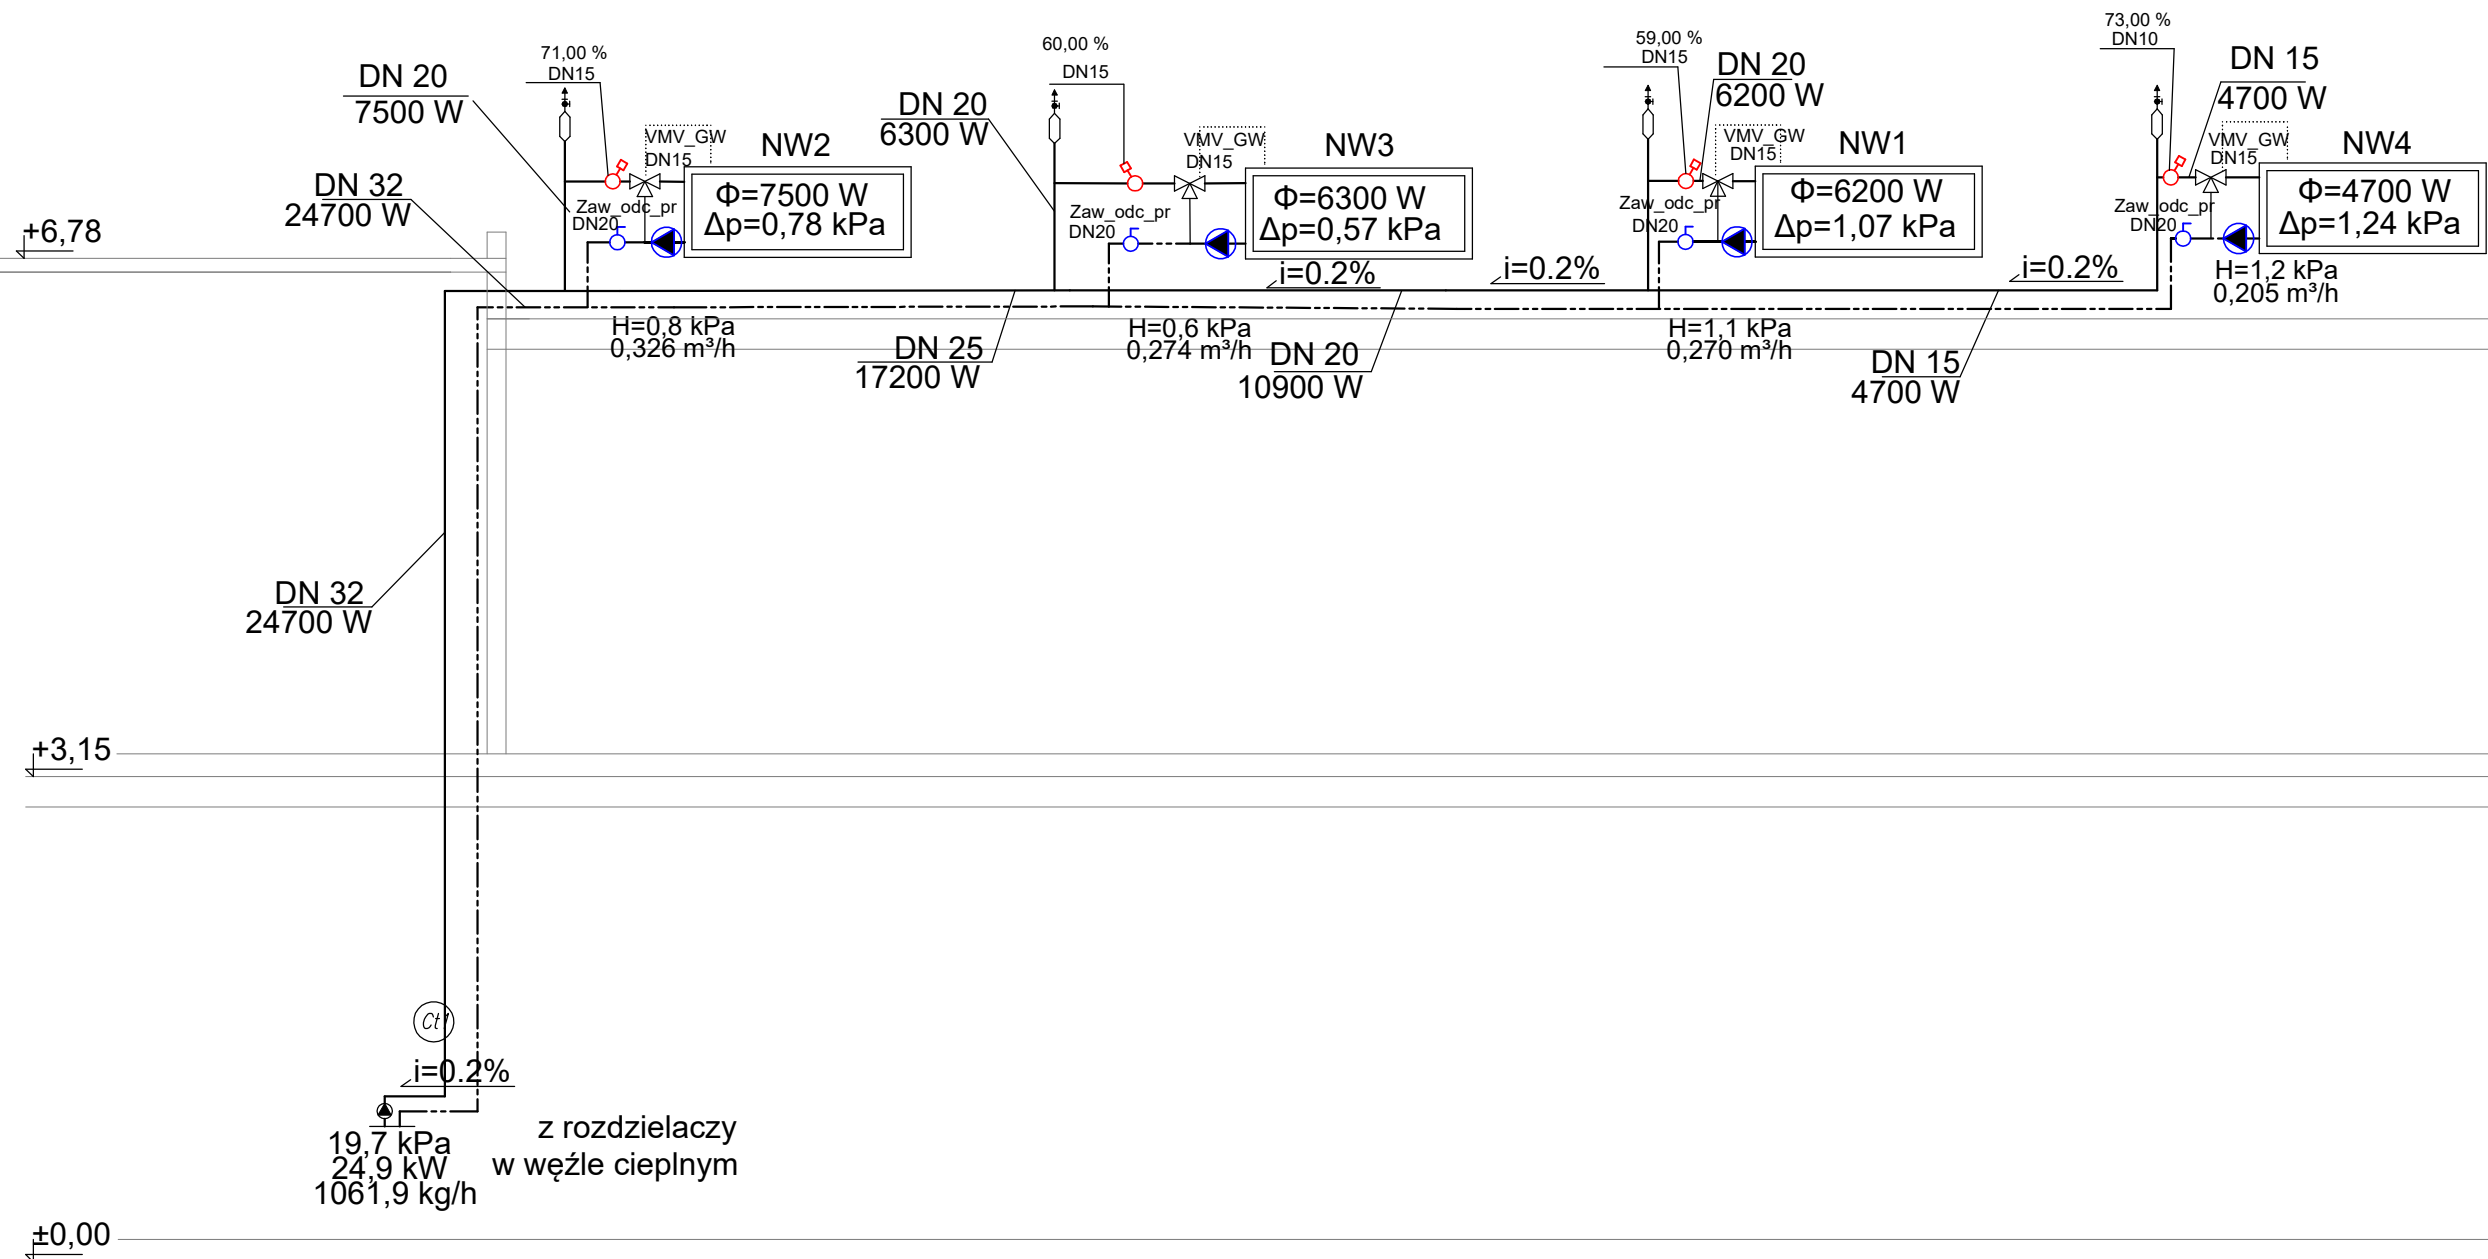 71,00 %
DN15
60,00 %
DN15
59,00 %
DN15
73,00 %
DN10
DN 20
7500 W
DN 20
6300 W
DN 20
6200 W
DN 15
4700 W
VMV_GW
DN15
NW2
VMV_GW
DN15
NW3
VMV_GW
DN15
NW1
VMV_GW
DN15
NW4
DN 32
24700 W
Φ=7500 W
Δp=0,78 kPa
Φ=6300 W
Δp=0,57 kPa
Φ=6200 W
Δp=1,07 kPa
Φ=4700 W
Δp=1,24 kPa
Zaw_odc_pr
DN20
Zaw_odc_pr
DN20
Zaw_odc_pr
DN20
Zaw_odc_pr
DN20
+6,78
i=0.2%
i=0.2%
i=0.2%
H=1,2 kPa
0,205 m³/h
H=0,8 kPa
0,326 m³/h
H=0,6 kPa
0,274 m³/h
H=1,1 kPa
0,270 m³/h
DN 25
17200 W
DN 20
10900 W
DN 15
4700 W
DN 32
24700 W
+3,15
Ct1
i=0.2%
z rozdzielaczy
w węźle cieplnym
19,7 kPa
24,9 kW
1061,9 kg/h
±0,00